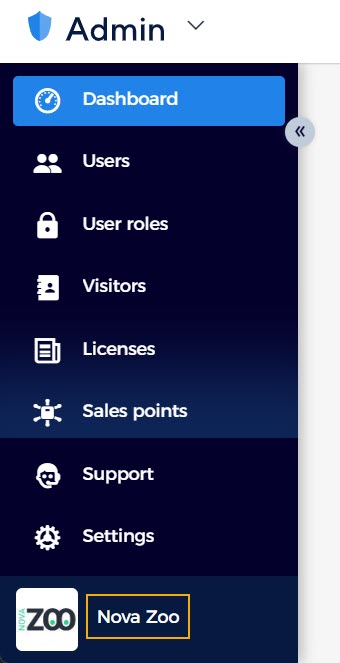 Admin
Dashboard
«
Users
User roles
Visitors
Licenses
Sales points
Support
Settings
NOVA
ZOO
Nova Zoo